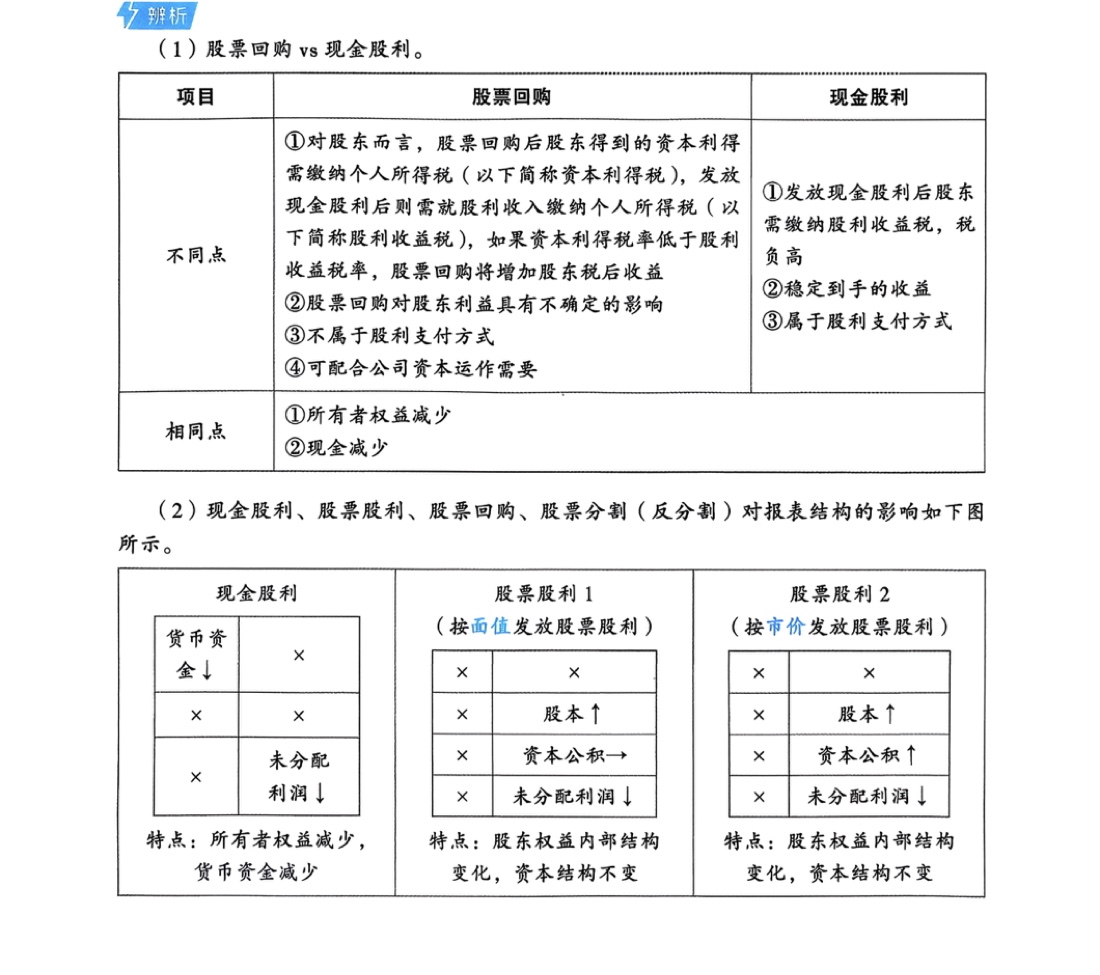 辨析
（1）股票回购 vs 现金股利。
项目
股票回购
现金股利
不同点
①对股东而言，股票回购后股东得到的资本利得
需缴纳个人所得税（以下简称资本利得税），发放
现金股利后则需就股利收入缴纳个人所得税（以
下简称股利收益税），如果资本利得税率低于股利
收益税率，股票回购将增加股东税后收益
②股票回购对股东利益具有不确定的影响
③不属于股利支付方式
④可配合公司资本运作需要
①发放现金股利后股东
需缴纳股利收益税，税
负高
②稳定到手的收益
③属于股利支付方式
相同点
①所有者权益减少
②现金减少
（2）现金股利、股票股利、股票回购、股票分割（反分割）对报表结构的影响如下图
所示。
现金股利
货币资
金↓
×
×
×
×
未分配
利润↓
特点：所有者权益减少，
货币资金减少
股票股利 1
（按面值发放股票股利）
×
×
×
股本↑
×
资本公积→
×
未分配利润↓
特点：股东权益内部结构
变化，资本结构不变
股票股利 2
（按市价发放股票股利）
×
×
×
股本↑
×
资本公积↑
×
未分配利润↓
特点：股东权益内部结构
变化，资本结构不变